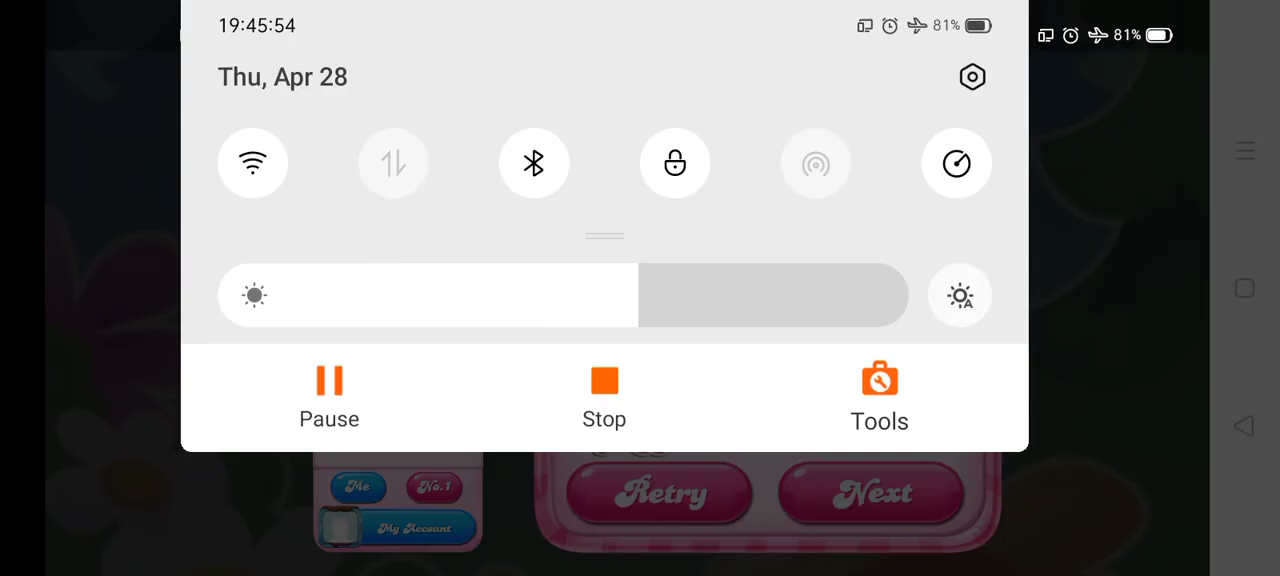 19:45:54
81%
81%
Thu, Apr 28
A
Pause
Stop
Tools
Me
No.1
Retry
Next
My Account